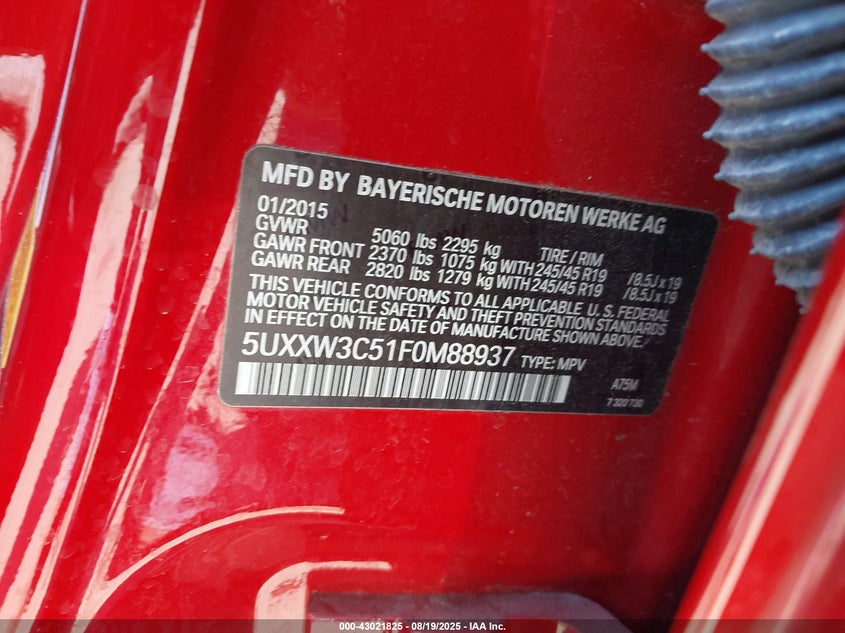 MFD BY BAYERISCHE MOTOREN WERKE AG
01/2015
GVWR 5060 lbs 2295 kg TIRE / RIM
GAWR FRONT 2370 lbs 1075 kg WITH 245/45 R19 /8.5J x 19
GAWR REAR 2820 lbs 1279 kg WITH 245/45 R19 /8.5J x 19
THIS VEHICLE CONFORMS TO ALL APPLICABLE U.S. FEDERAL
MOTOR VEHICLE SAFETY AND THEFT PREVENTION STANDARDS
IN EFFECT ON THE DATE OF MANUFACTURE SHOWN ABOVE.
5UXXW3C51F0M88937 TYPE: MPV
A75M
7 320 730
000-43021825 - 08/19/2025 - IAA Inc.